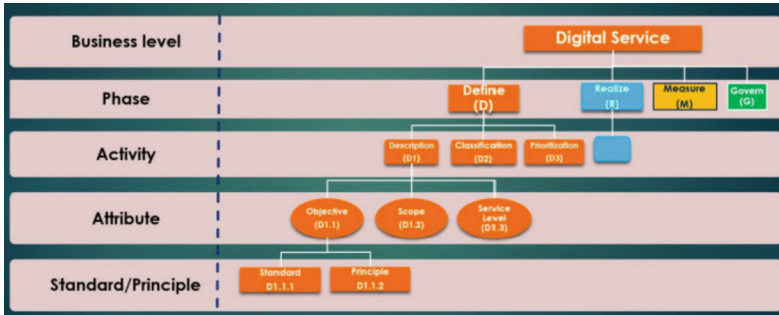 Business level
Digital Service
Phase
Define
(D)
Realize
(R)
Measure
(M)
Govern
(G)
Activity
Description
(D1)
Classification
(D2)
Prioritization
(D3)
Attribute
Objective
(D1.1)
Scope
(D1.2)
Service
Level
(D1.3)
Standard/Principle
Standard
D1.1.1
Principle
D1.1.2